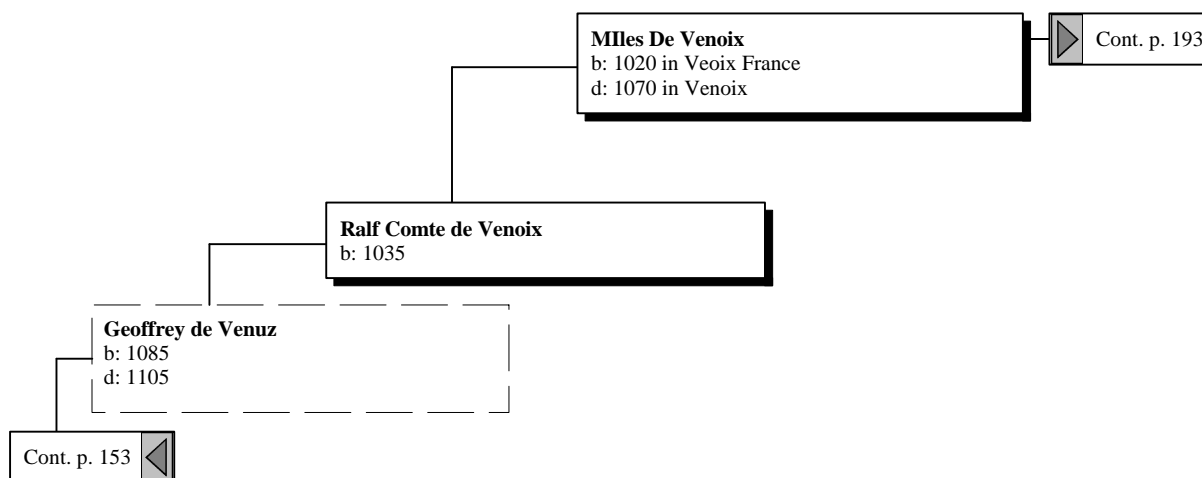 MIles De Venoix
b: 1020 in Veoix France
d: 1070 in Venoix
Cont. p. 193
Ralf Comte de Venoix
b: 1035
Geoffrey de Venuz
b: 1085
d: 1105
Cont. p. 153